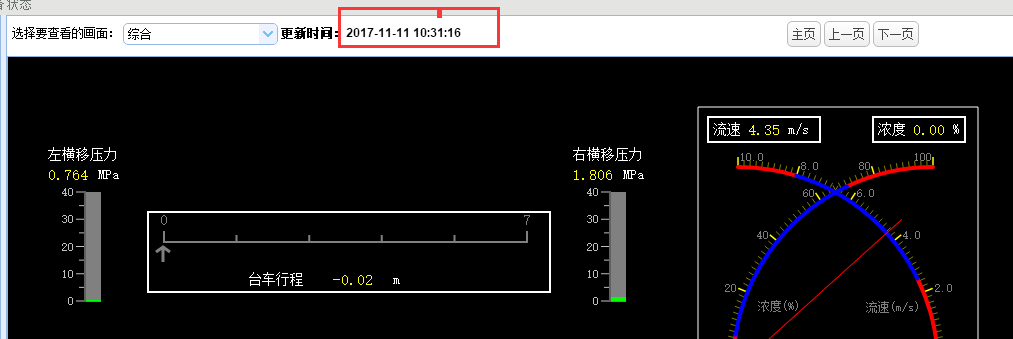 状态
选择要查看的画面： 综合 更新时间： 2017-11-11 10:31:16 主页 上一页 下一页
流速 4.35 m/s 浓度 0.00 %
左横移压力 右横移压力
0.764 MPa 1.806 MPa
10.0 100
8.0 80
60 6.0
40 4.0
20 2.0
浓度(%) 流速(m/s)
40
30
20
10
0
0 7
台车行程 -0.02 m
40
30
20
10
0